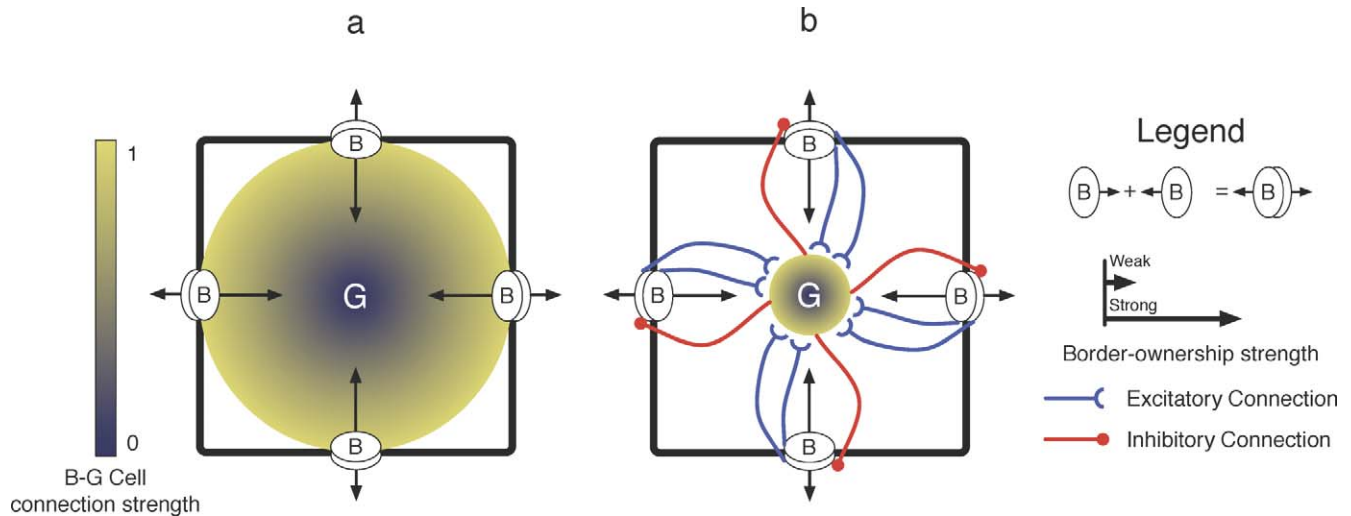 a
b
1
0
B-G Cell
connection strength
B
B
G
B
B
B
B
G
B
B
Legend
B + B = B
Weak
Strong
Border-ownership strength
Excitatory Connection
Inhibitory Connection